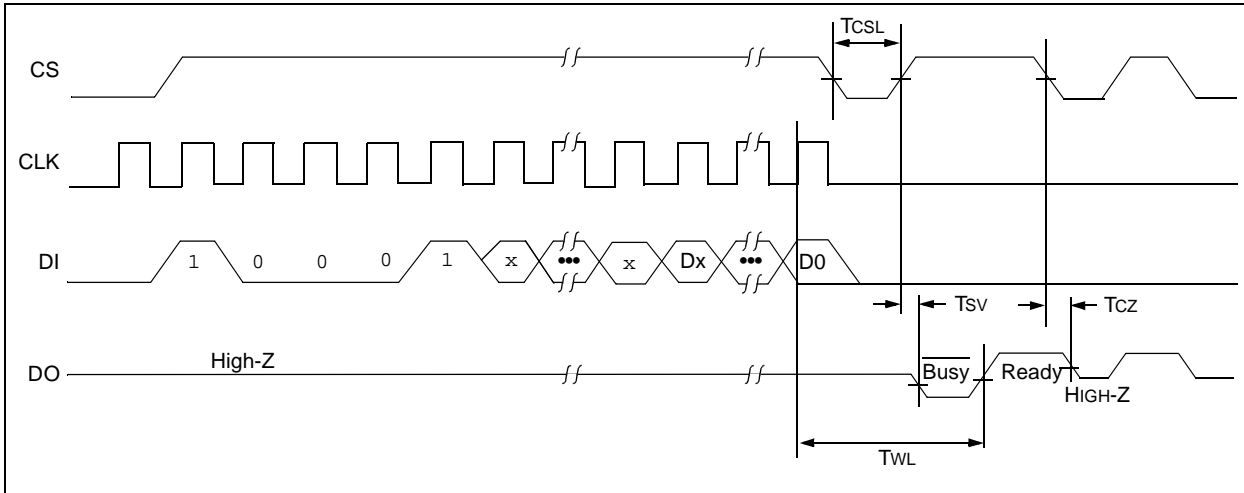 TCSL
CS
CLK
DI 1 0 0 0 1 x ••• x Dx ••• D0
TSV TCZ
High-Z
DO Busy Ready
HIGH-Z
TWL